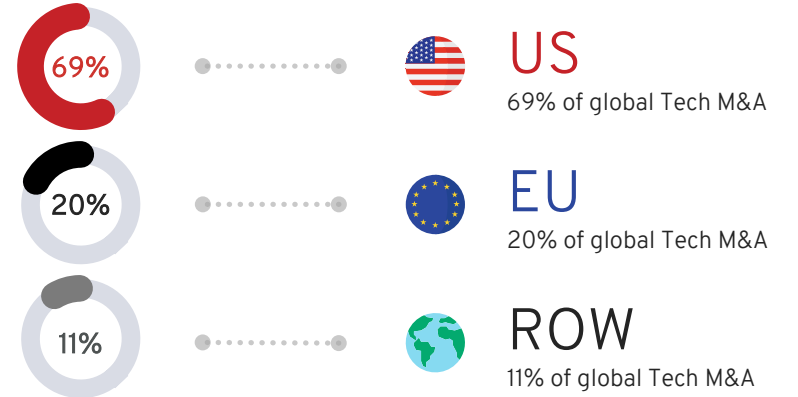 69%
US
69% of global Tech M&A
20%
EU
20% of global Tech M&A
11%
ROW
11% of global Tech M&A